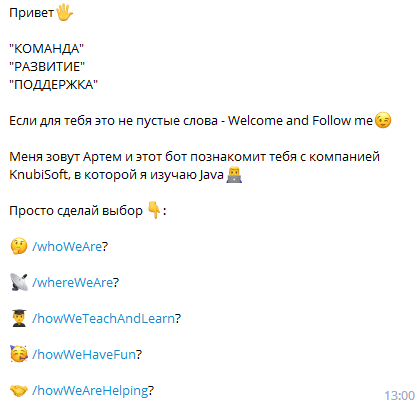 Привет🖐
"КОМАНДА"
"РАЗВИТИЕ"
"ПОДДЕРЖКА"
Если для тебя это не пустые слова - Welcome and Follow me😉
Меня зовут Артем и этот бот познакомит тебя с компанией
KnubiSoft, в которой я изучаю Java👨‍💻
Просто сделай выбор 👇:
🤔 /whoWeAre?
📡 /whereWeAre?
👨‍🎓 /howWeTeachAndLearn?
🥳 /howWeHaveFun?
🤝 /howWeAreHelping?
13:00